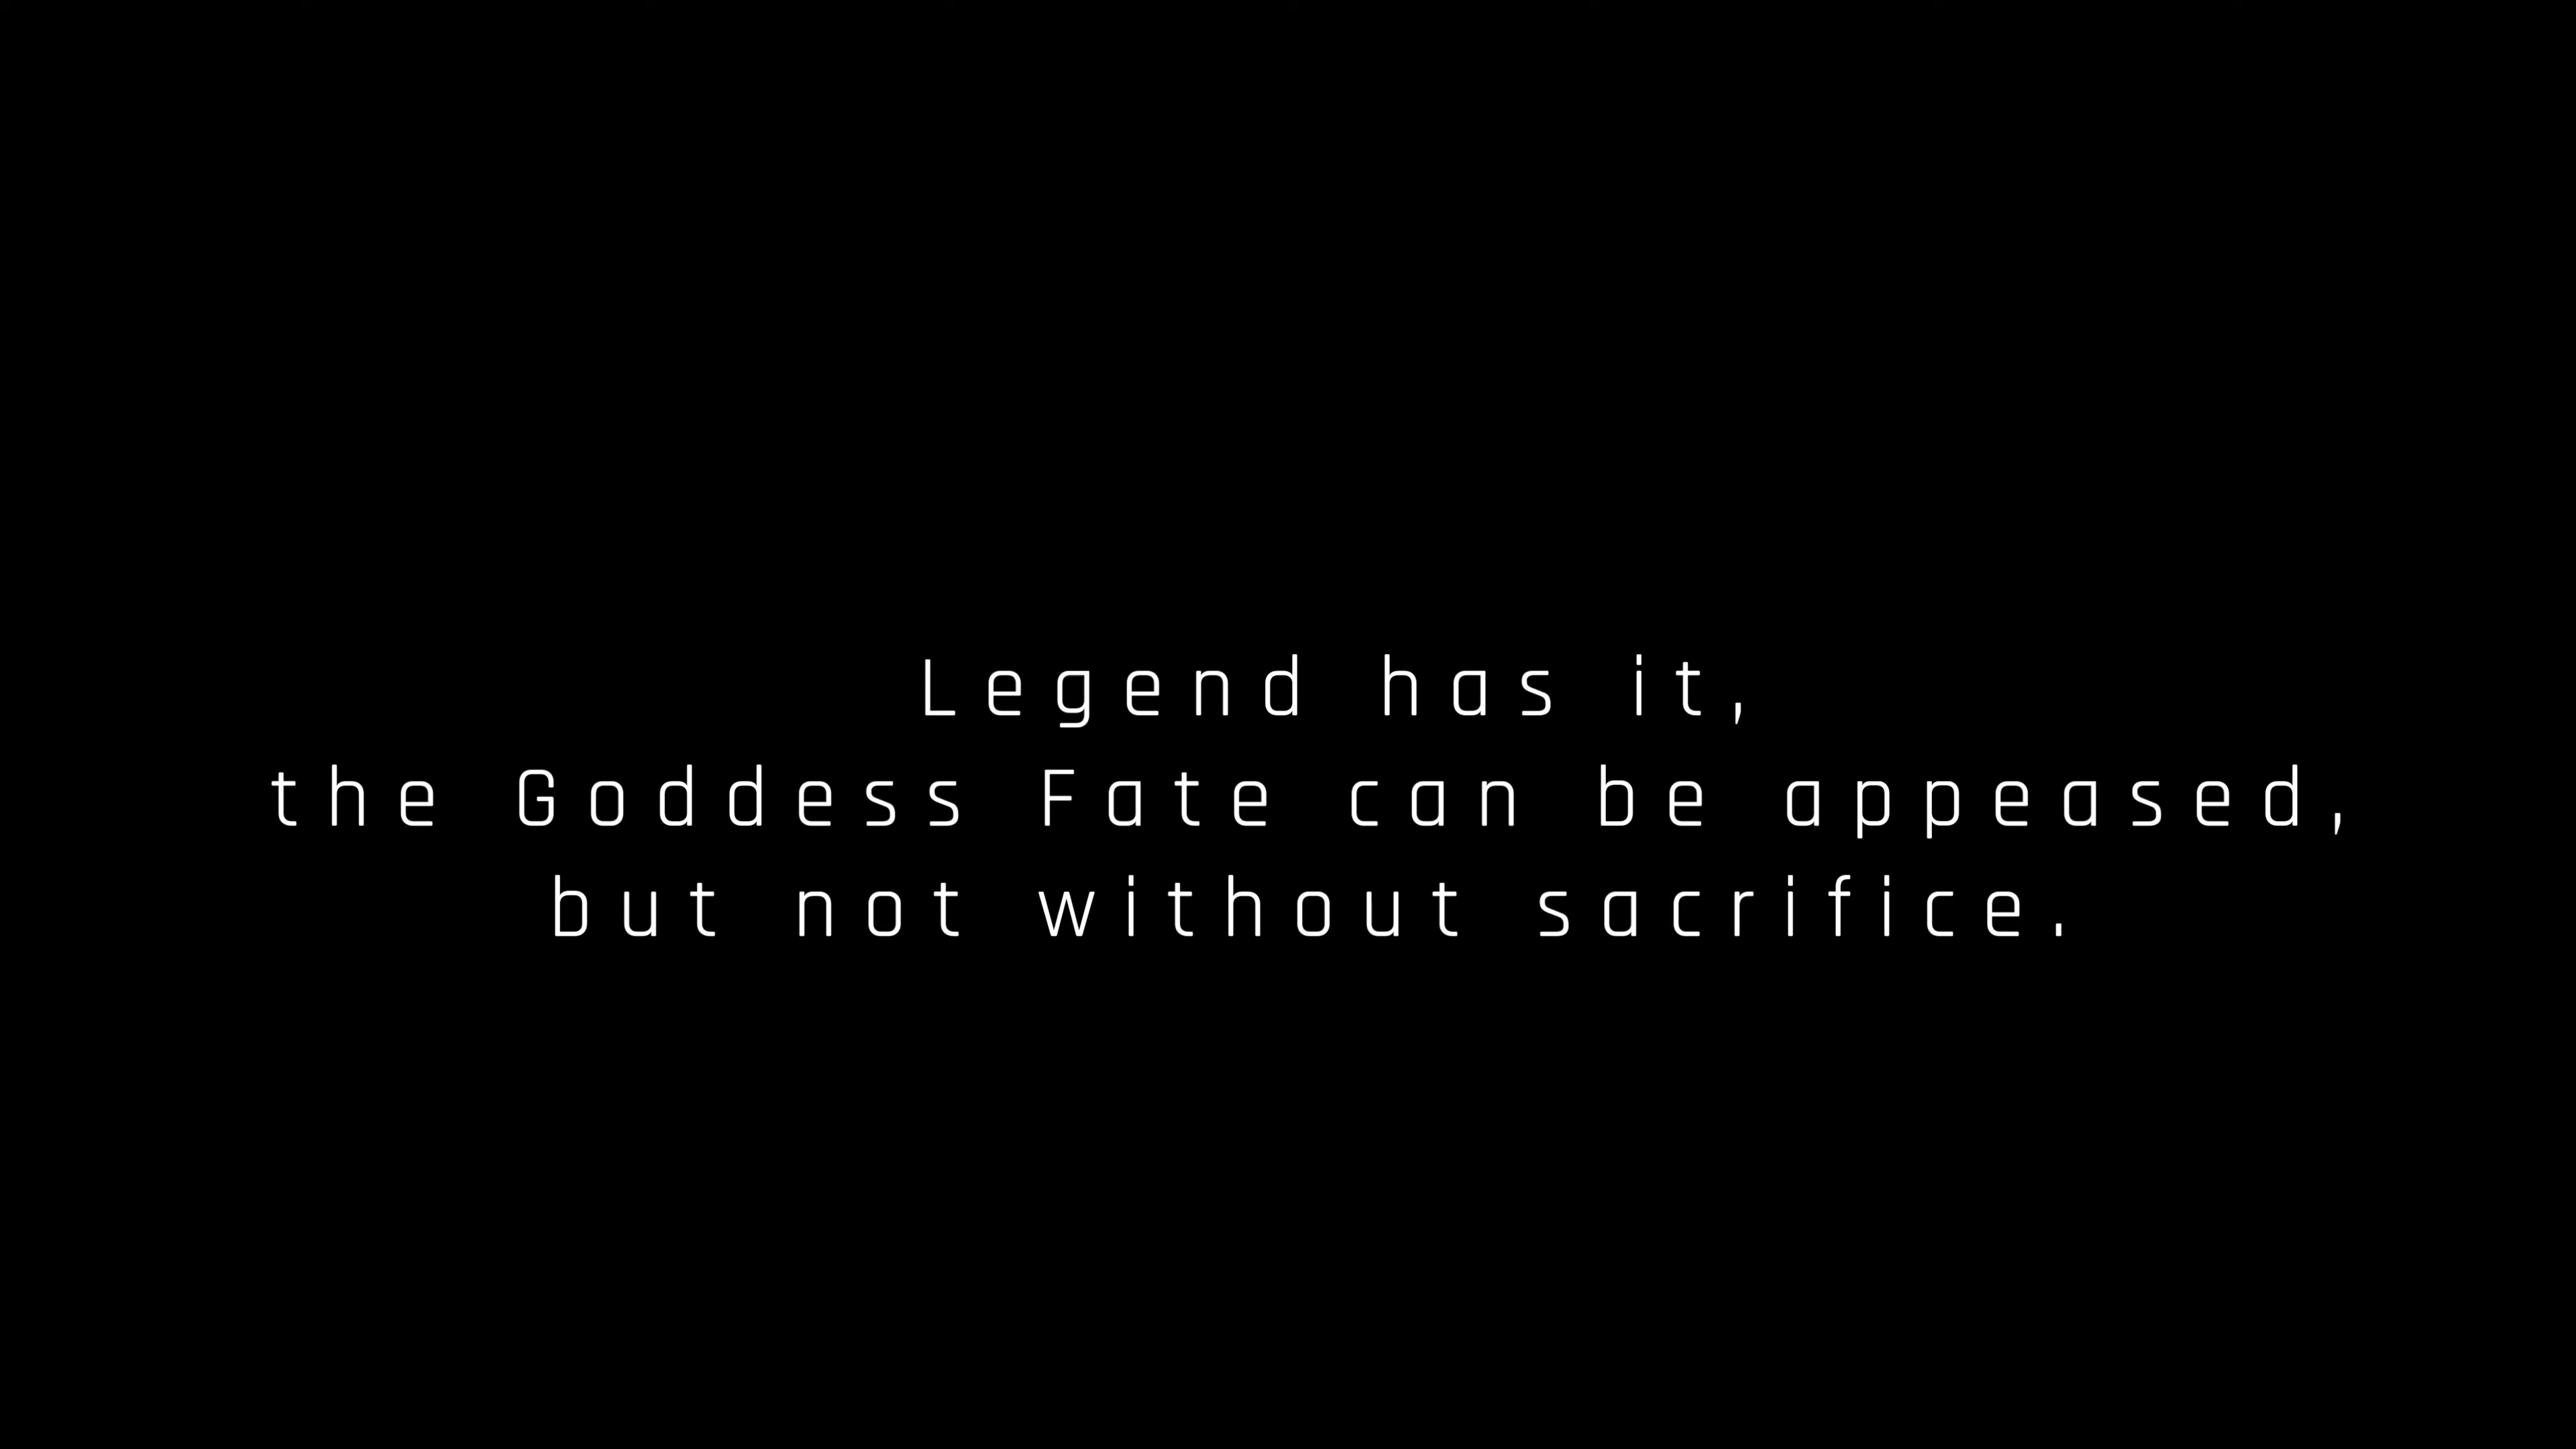 Legend has it,
the Goddess Fate can be appeased,
but not without sacrifice.